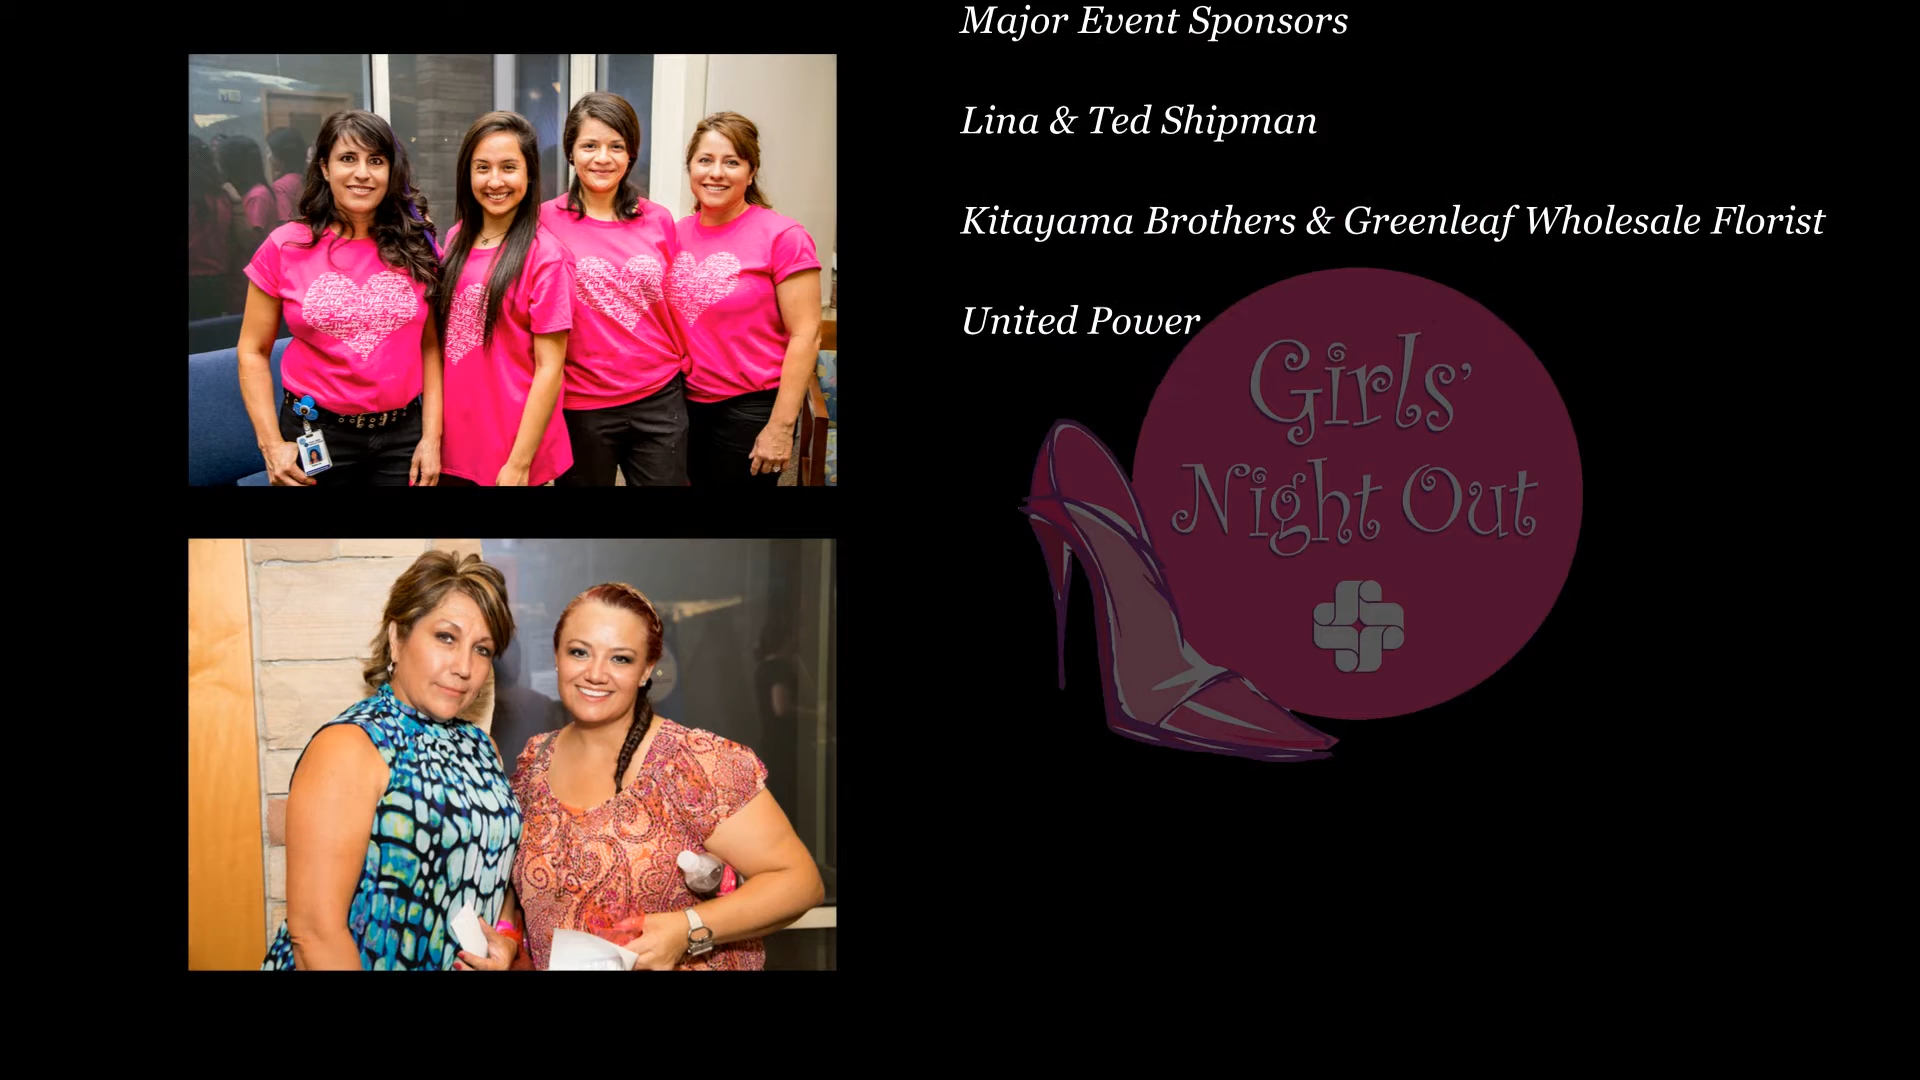 Major Event Sponsors
Lina & Ted Shipman
Kitayama Brothers & Greenleaf Wholesale Florist
United Power
Girls'
Night Out